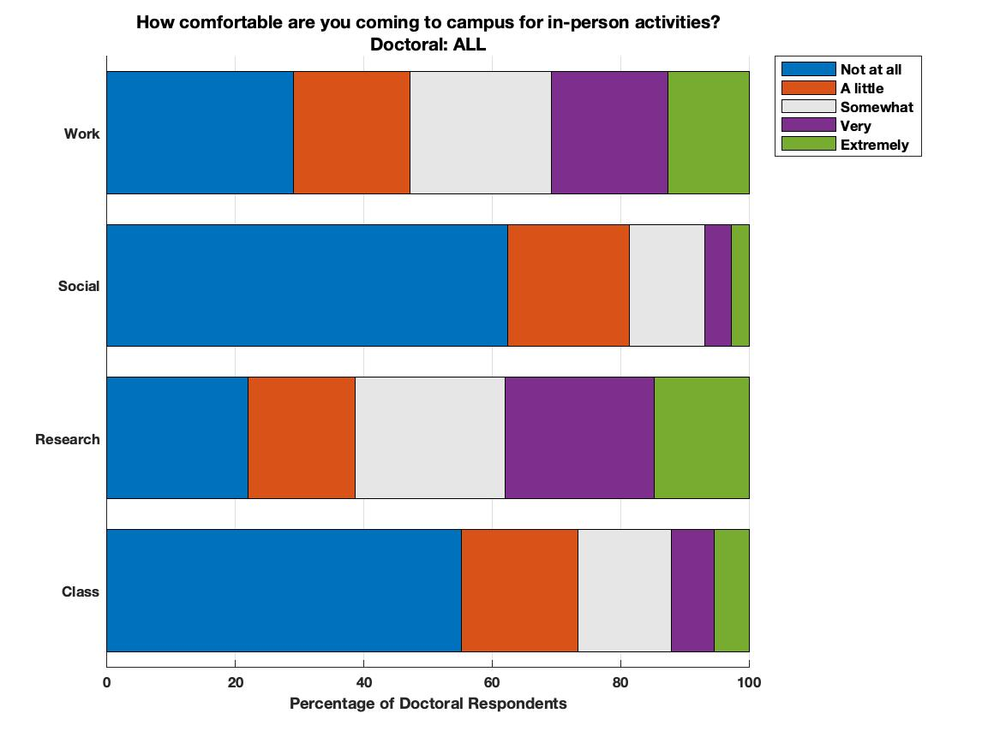 How comfortable are you coming to campus for in-person activities?
Doctoral: ALL
Not at all
A little
Somewhat
Very
Extremely
Work
Social
Research
Class
0 20 40 60 80 100
Percentage of Doctoral Respondents